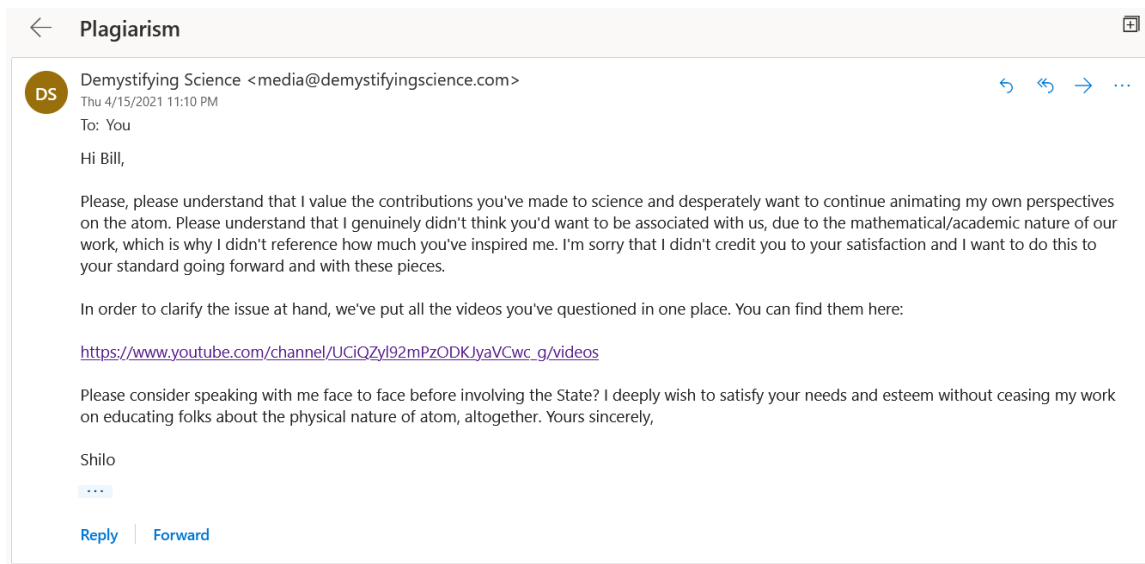 Plagiarism
DS
Demystifying Science <media@demystifyingscience.com>
Thu 4/15/2021 11:10 PM
To: You
Hi Bill,
Please, please understand that I value the contributions you've made to science and desperately want to continue animating my own perspectives
on the atom. Please understand that I genuinely didn't think you'd want to be associated with us, due to the mathematical/academic nature of our
work, which is why I didn't reference how much you've inspired me. I'm sorry that I didn't credit you to your satisfaction and I want to do this to
your standard going forward and with these pieces.
In order to clarify the issue at hand, we've put all the videos you've questioned in one place. You can find them here:
https://www.youtube.com/channel/UCiQZyl92mPzODKJyaVCwc_g/videos
Please consider speaking with me face to face before involving the State? I deeply wish to satisfy your needs and esteem without ceasing my work
on educating folks about the physical nature of atom, altogether. Yours sincerely,
Shilo
...
Reply
Forward